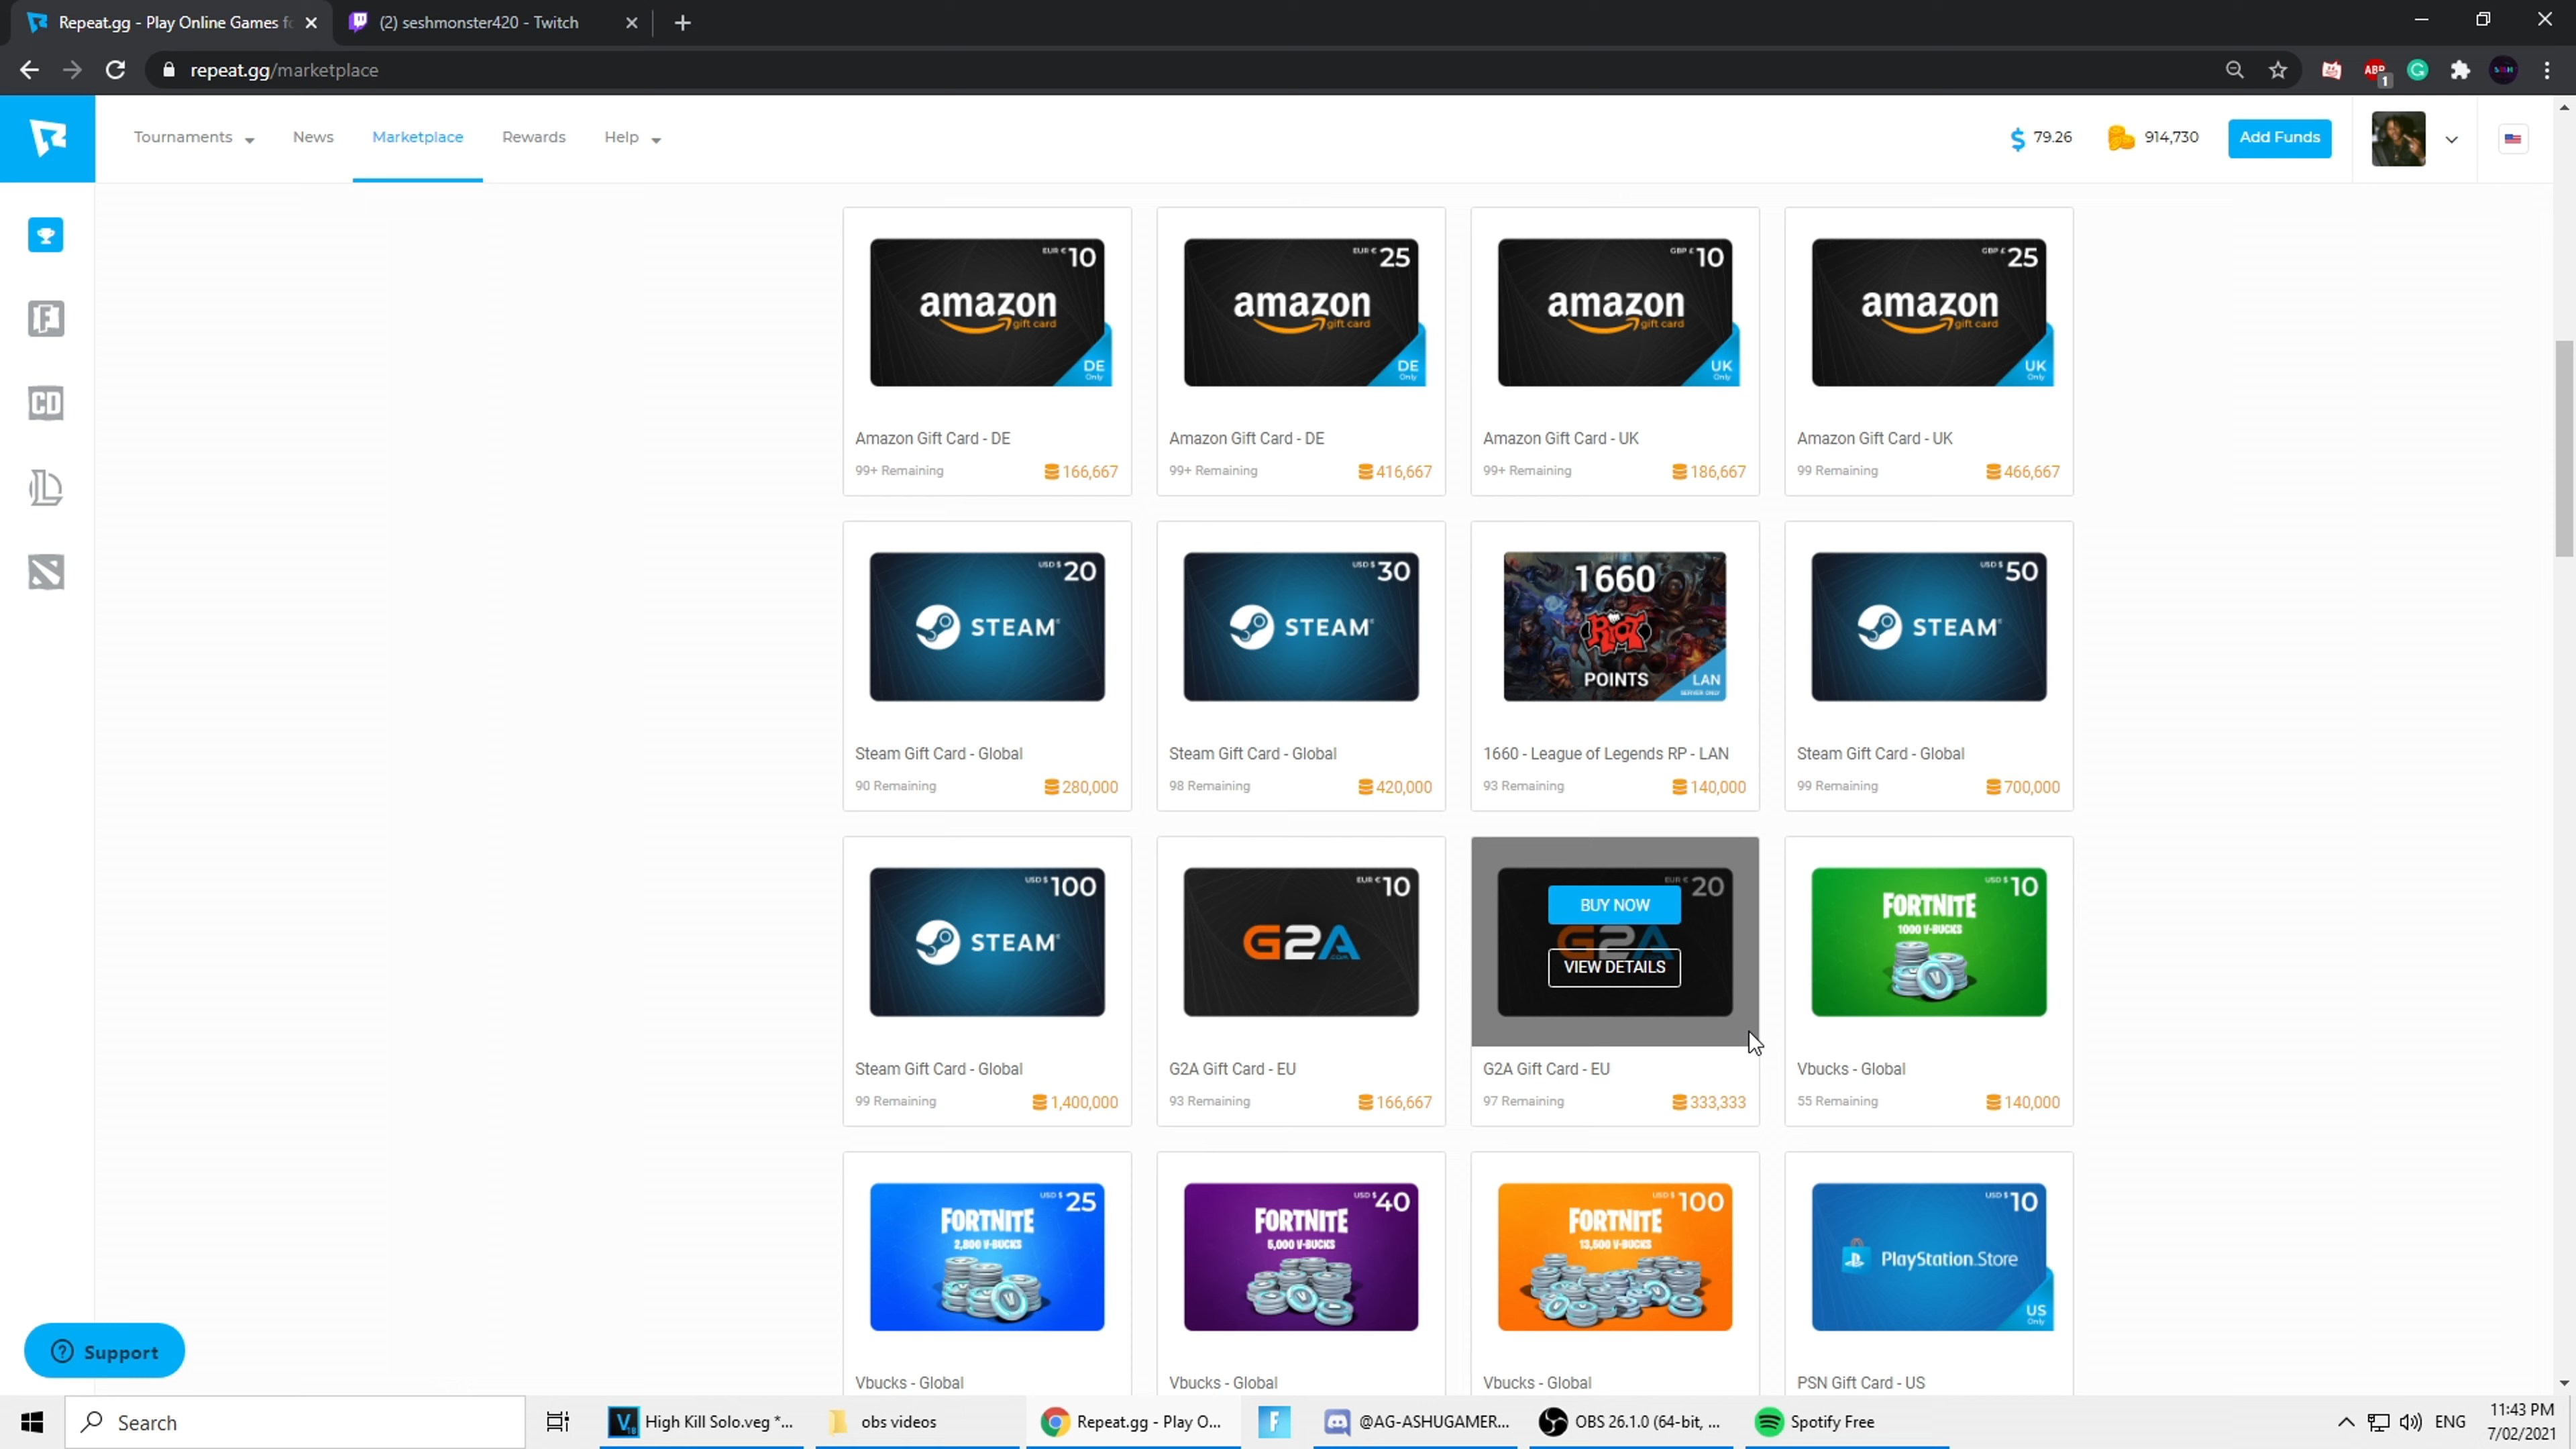 Repeat.gg - Play Online Games fo
(2) seshmonster420 - Twitch
repeat.gg/marketplace
ABP
1
Tournaments
News
Marketplace
Rewards
Help
$ 79.26
914,730
Add Funds
EUR € 10
amazon
gift card
DE
Only
EUR € 25
amazon
gift card
DE
Only
GBP £ 10
amazon
gift card
UK
Only
GBP £ 25
amazon
gift card
UK
Only
Amazon Gift Card - DE
99+ Remaining
166,667
Amazon Gift Card - DE
99+ Remaining
416,667
Amazon Gift Card - UK
99+ Remaining
186,667
Amazon Gift Card - UK
99 Remaining
466,667
USD $ 20
STEAM
USD $ 30
STEAM
1660
RIOT
POINTS
LAN
SERVER ONLY
USD $ 50
STEAM
Steam Gift Card - Global
90 Remaining
280,000
Steam Gift Card - Global
98 Remaining
420,000
1660 - League of Legends RP - LAN
93 Remaining
140,000
Steam Gift Card - Global
99 Remaining
700,000
USD $ 100
STEAM
EUR € 10
G2A
.COM
EUR € 20
BUY NOW
G2A
VIEW DETAILS
USD $ 10
FORTNITE
1000 V-BUCKS
Steam Gift Card - Global
99 Remaining
1,400,000
G2A Gift Card - EU
93 Remaining
166,667
G2A Gift Card - EU
97 Remaining
333,333
Vbucks - Global
55 Remaining
140,000
USD $ 25
FORTNITE
2,800 V-BUCKS
USD $ 40
FORTNITE
5,000 V-BUCKS
USD $ 100
FORTNITE
13,500 V-BUCKS
USD $ 10
PlayStation.Store
US
Only
Vbucks - Global
Vbucks - Global
Vbucks - Global
PSN Gift Card - US
Support
Search
High Kill Solo.veg *...
obs videos
Repeat.gg - Play O...
@AG-ASHUGAMER...
OBS 26.1.0 (64-bit, ...
Spotify Free
ENG
11:43 PM
7/02/2021